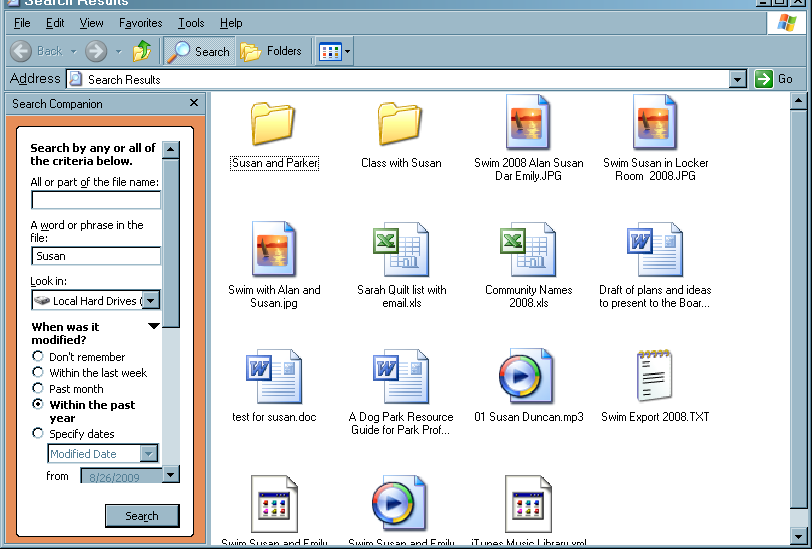 Search Results
File Edit View Favorites Tools Help
Back Search Folders
Address Search Results Go
Search Companion
Search by any or all of
the criteria below.
All or part of the file name:
A word or phrase in the
file:
Susan
Look in:
Local Hard Drives (
When was it
modified?
Don't remember
Within the last week
Past month
Within the past
year
Specify dates
Modified Date
from 8/26/2009
Search
Susan and Parker
Class with Susan
Swim 2008 Alan Susan
Dar Emily.JPG
Swim Susan in Locker
Room 2008.JPG
Swim with Alan and
Susan.jpg
Sarah Quilt list with
email.xls
Community Names
2008.xls
Draft of plans and ideas
to present to the Boar...
test for susan.doc
A Dog Park Resource
Guide for Park Prof...
01 Susan Duncan.mp3
Swim Export 2008.TXT
Swim Susan and Emily
Swim Susan and Emily
iTunes Music Library.xml